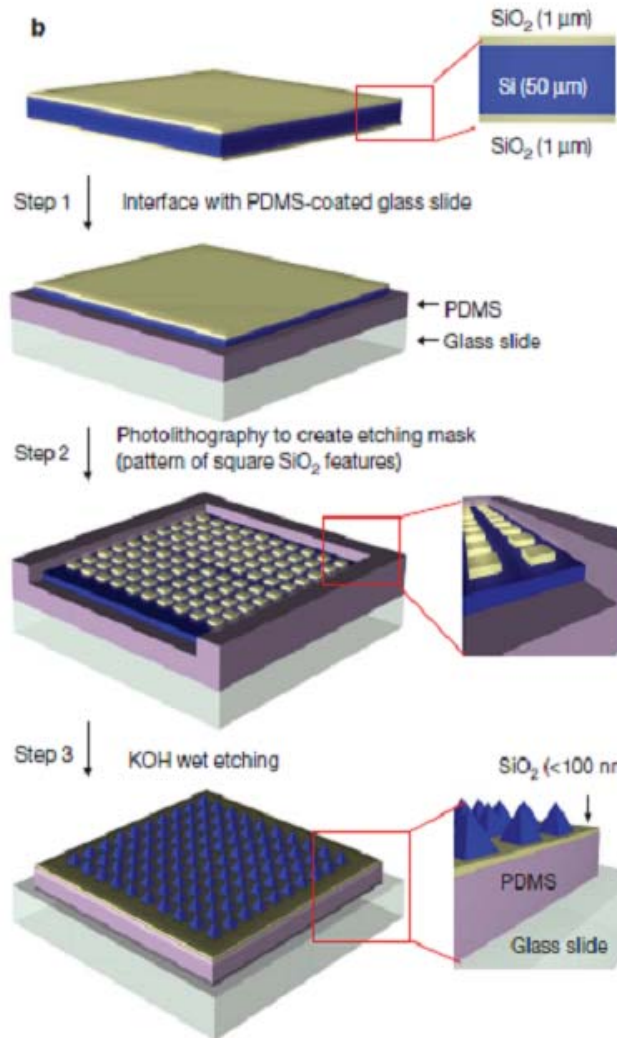 b
SiO₂ (1 μm)
Si (50 μm)
SiO₂ (1 μm)
Step 1
Interface with PDMS-coated glass slide
PDMS
Glass slide
Step 2
Photolithography to create etching mask
(pattern of square SiO₂ features)
Step 3
KOH wet etching
SiO₂ (<100 nm
PDMS
Glass slide